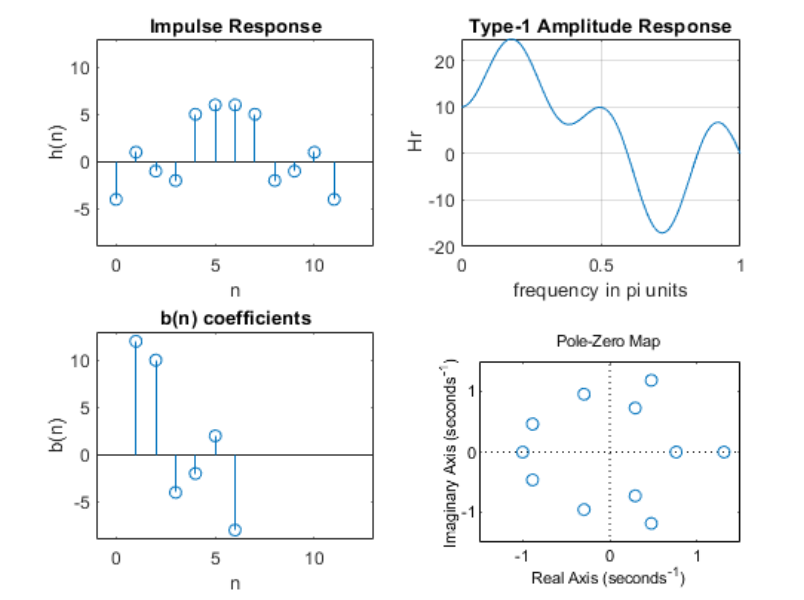 Impulse Response
10
5
0
-5
0
5
10
h(n)
n
Type-1 Amplitude Response
20
10
0
-10
-20
0
0.5
1
Hr
frequency in pi units
b(n) coefficients
10
5
0
-5
0
5
10
b(n)
n
Pole-Zero Map
1
0
-1
-1
0
1
Imaginary Axis (seconds⁻¹)
Real Axis (seconds⁻¹)